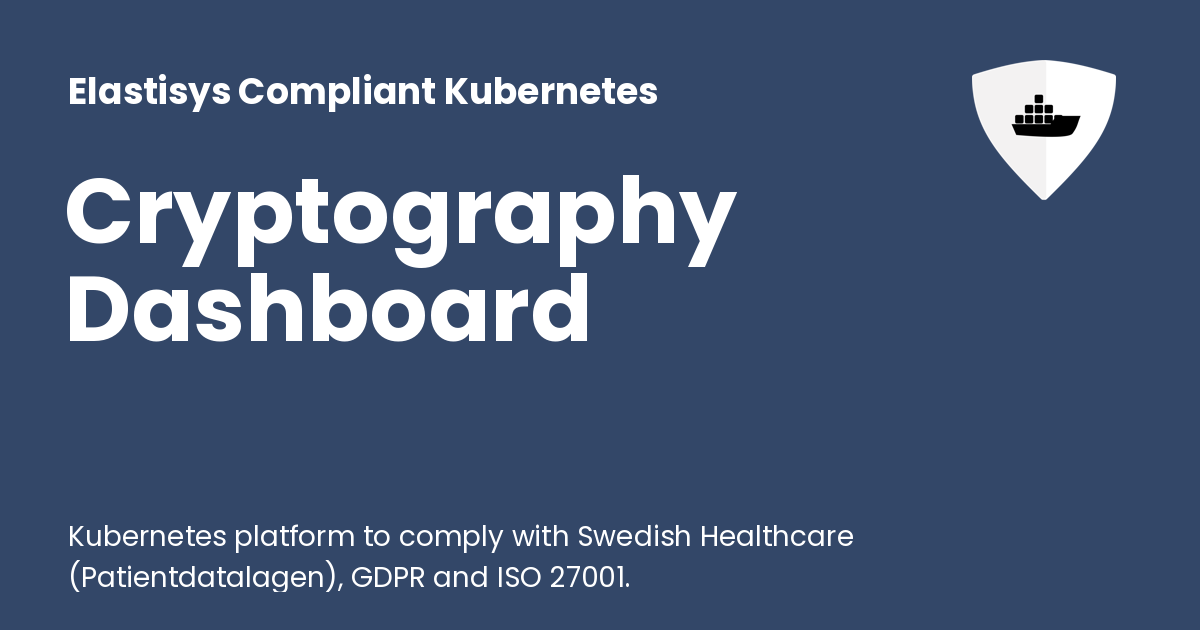 Elastisys Compliant Kubernetes
Cryptography
Dashboard
Kubernetes platform to comply with Swedish Healthcare
(Patientdatalagen), GDPR and ISO 27001.